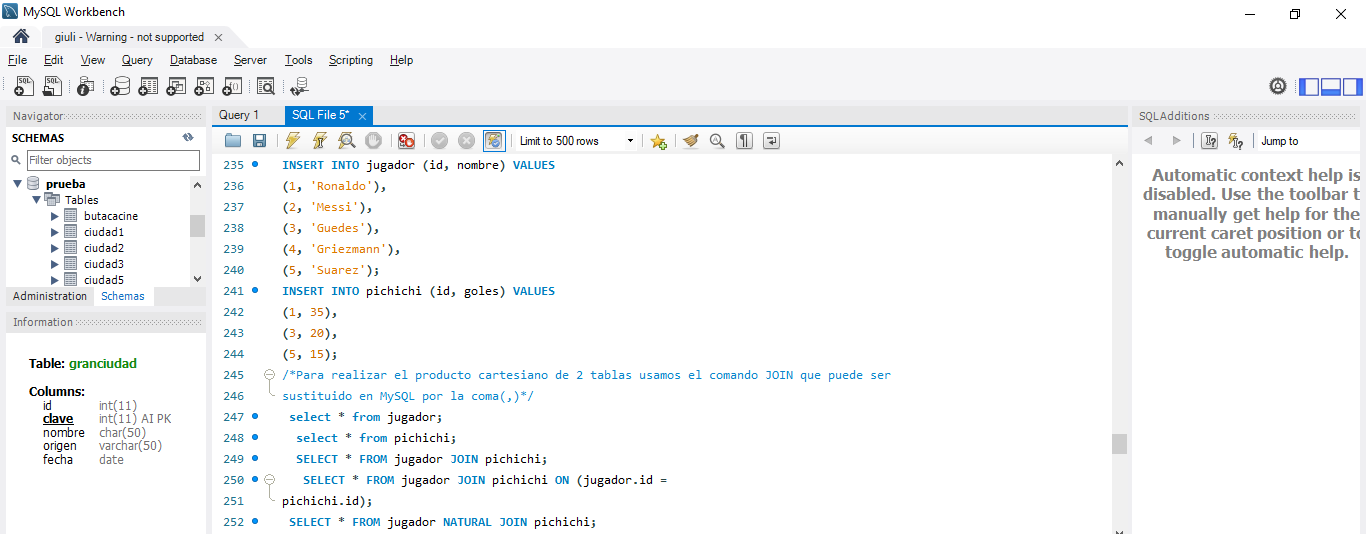 MySQL Workbench
giuli - Warning - not supported
File Edit View Query Database Server Tools Scripting Help
Navigator
SCHEMAS
Filter objects
prueba
Tables
butacacine
ciudad1
ciudad2
ciudad3
ciudad5
Administration Schemas
Information
Table: granciudad
Columns:
id int(11)
clave int(11) AI PK
nombre char(50)
origen varchar(50)
fecha date
Query 1 SQL File 5*
Limit to 500 rows
235 INSERT INTO jugador (id, nombre) VALUES
236 (1, 'Ronaldo'),
237 (2, 'Messi'),
238 (3, 'Guedes'),
239 (4, 'Griezmann'),
240 (5, 'Suarez');
241 INSERT INTO pichichi (id, goles) VALUES
242 (1, 35),
243 (3, 20),
244 (5, 15);
245 /*Para realizar el producto cartesiano de 2 tablas usamos el comando JOIN que puede ser
246 sustituido en MySQL por la coma(,)*/
247 select * from jugador;
248 select * from pichichi;
249 SELECT * FROM jugador JOIN pichichi;
250 SELECT * FROM jugador JOIN pichichi ON (jugador.id =
251 pichichi.id);
252 SELECT * FROM jugador NATURAL JOIN pichichi;
SQLAdditions
Jump to
Automatic context help is
disabled. Use the toolbar t
manually get help for the
current caret position or to
toggle automatic help.